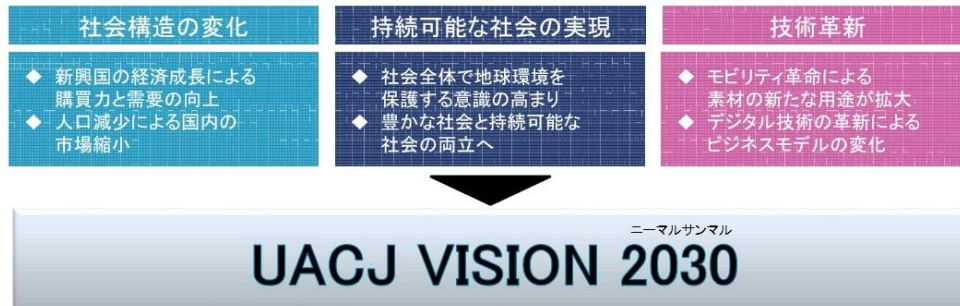 社会構造の変化
◆ 新興国の経済成長による
購買力と需要の向上
◆ 人口減少による国内の
市場縮小
持続可能な社会の実現
◆ 社会全体で地球環境を
保護する意識の高まり
◆ 豊かな社会と持続可能な
社会の両立へ
技術革新
◆ モビリティ革命による
素材の新たな用途が拡大
◆ デジタル技術の革新による
ビジネスモデルの変化
ニーマルサンマル
UACJ VISION 2030